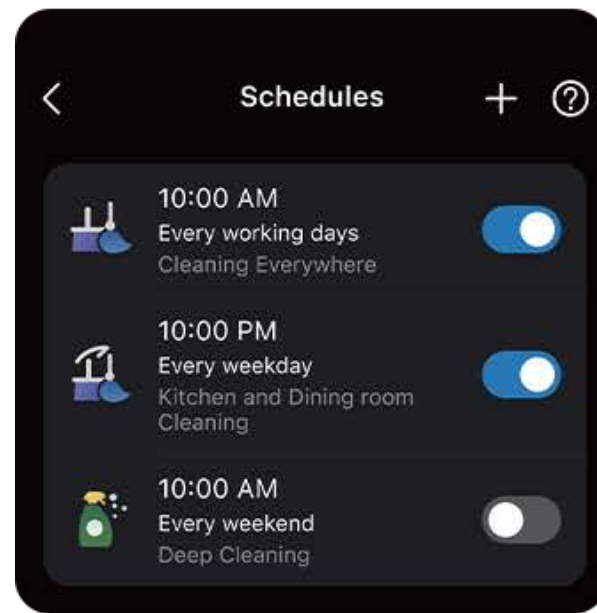 Schedules
10:00 AM
Every working days
Cleaning Everywhere
10:00 PM
Every weekday
Kitchen and Dining room
Cleaning
10:00 AM
Every weekend
Deep Cleaning